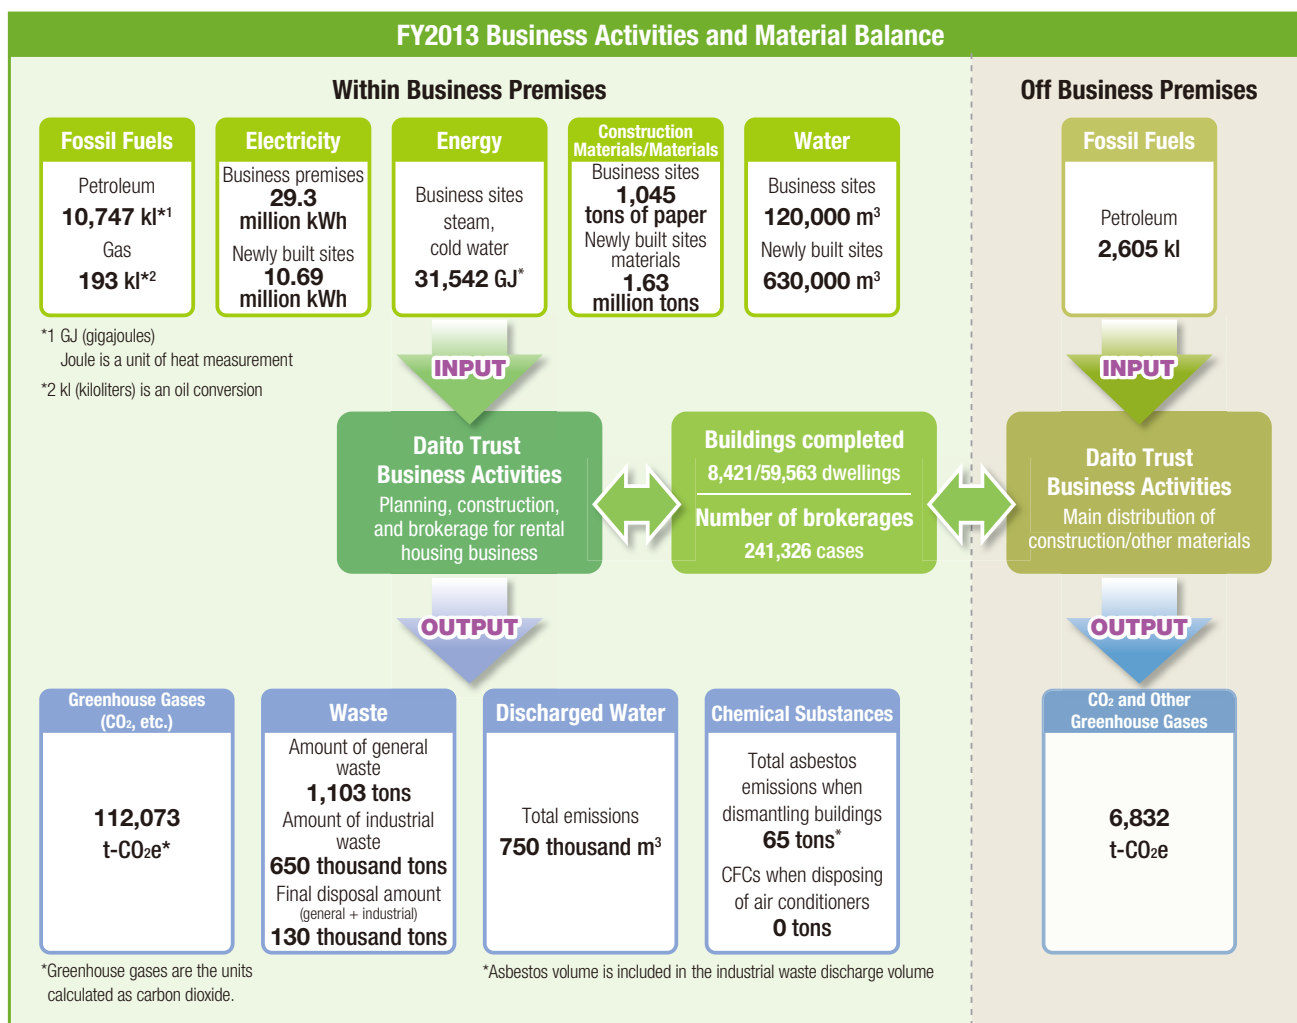 FY2013 Business Activities and Material Balance
Within Business Premises
Off Business Premises
Fossil Fuels
Petroleum
10,747 kl*1
Gas
193 kl*2
Electricity
Business premises
29.3
million kWh
Newly built sites
10.69
million kWh
Energy
Business sites
steam,
cold water
31,542 GJ*
Construction
Materials/Materials
Business sites
1,045
tons of paper
Newly built sites
materials
1.63
million tons
Water
Business sites
120,000 m³
Newly built sites
630,000 m³
Fossil Fuels
Petroleum
2,605 kl
*1 GJ (gigajoules)
Joule is a unit of heat measurement
*2 kl (kiloliters) is an oil conversion
INPUT
INPUT
Daito Trust
Business Activities
Planning, construction,
and brokerage for rental
housing business
Buildings completed
8,421/59,563 dwellings
Number of brokerages
241,326 cases
Daito Trust
Business Activities
Main distribution of
construction/other materials
OUTPUT
OUTPUT
Greenhouse Gases
(CO₂, etc.)
112,073
t-CO₂e*
Waste
Amount of general
waste
1,103 tons
Amount of industrial
waste
650 thousand tons
Final disposal amount
(general + industrial)
130 thousand tons
Discharged Water
Total emissions
750 thousand m³
Chemical Substances
Total asbestos
emissions when
dismantling buildings
65 tons*
CFCs when disposing
of air conditioners
0 tons
CO₂ and Other
Greenhouse Gases
6,832
t-CO₂e
*Greenhouse gases are the units
calculated as carbon dioxide.
*Asbestos volume is included in the industrial waste discharge volume